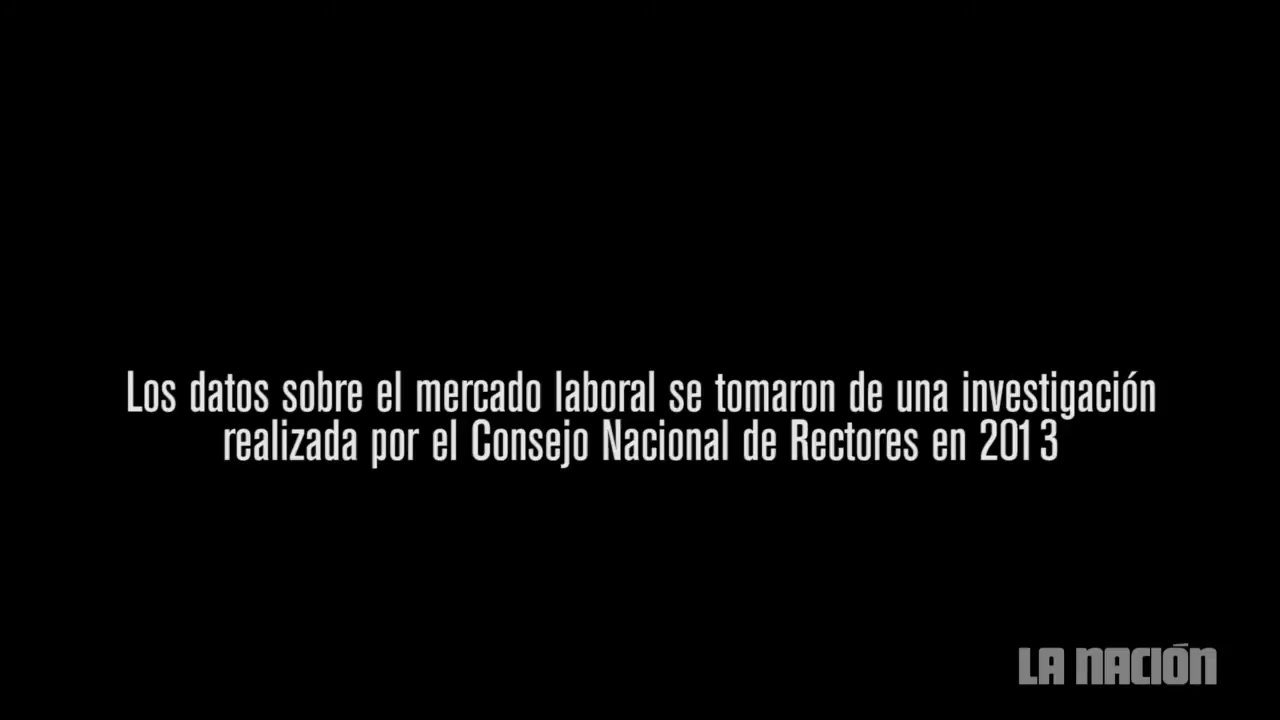 Los datos sobre el mercado laboral se tomaron de una investigación
realizada por el Consejo Nacional de Rectores en 2013
LA NACIÓN